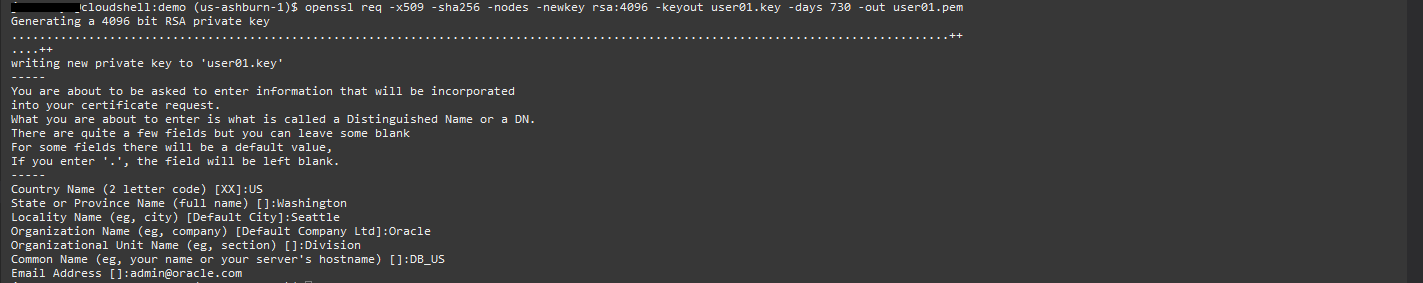 @cloudshell:demo (us-ashburn-1)$ openssl req -x509 -sha256 -nodes -newkey rsa:4096 -keyout user01.key -days 730 -out user01.pem
Generating a 4096 bit RSA private key
......................................................................................................................................++
....++
writing new private key to 'user01.key'
-----
You are about to be asked to enter information that will be incorporated
into your certificate request.
What you are about to enter is what is called a Distinguished Name or a DN.
There are quite a few fields but you can leave some blank
For some fields there will be a default value,
If you enter '.', the field will be left blank.
-----
Country Name (2 letter code) [XX]:US
State or Province Name (full name) []:Washington
Locality Name (eg, city) [Default City]:Seattle
Organization Name (eg, company) [Default Company Ltd]:Oracle
Organizational Unit Name (eg, section) []:Division
Common Name (eg, your name or your server's hostname) []:DB_US
Email Address []:admin@oracle.com